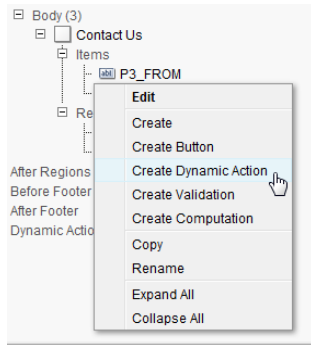 Body (3)
Contact Us
Items
P3_FROM
Edit
Re
Create
Create Button
After Regions
Create Dynamic Action
Before Footer
Create Validation
After Footer
Create Computation
Dynamic Actio
Copy
Rename
Expand All
Collapse All